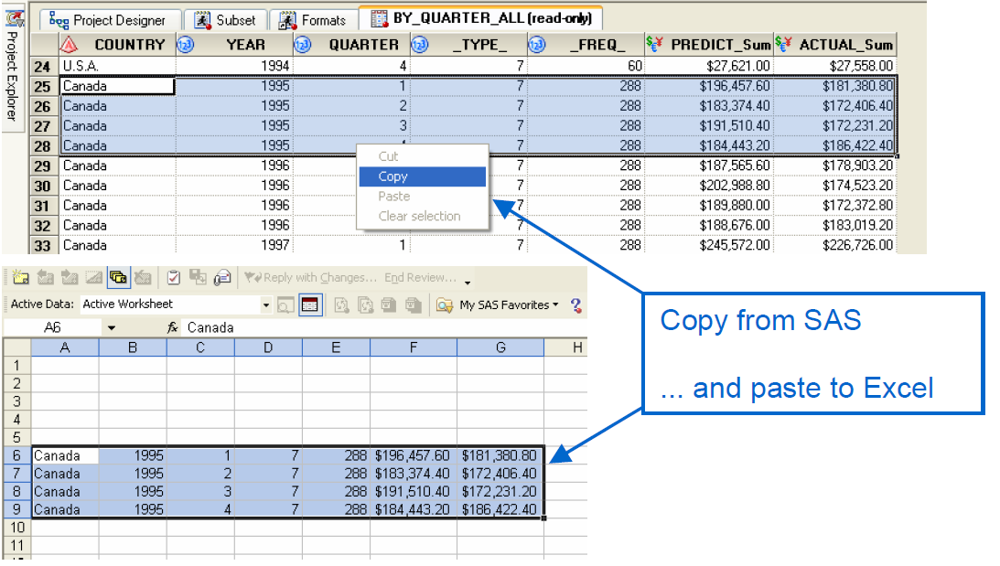 Project Designer Subset Formats BY_QUARTER_ALL (read-only)
Project Explorer
COUNTRY YEAR QUARTER _TYPE_ _FREQ_ PREDICT_Sum ACTUAL_Sum
24 U.S.A. 1994 4 7 60 $27,621.00 $27,558.00
25 Canada 1995 1 7 288 $196,457.60 $181,380.80
26 Canada 1995 2 7 288 $183,374.40 $172,406.40
27 Canada 1995 3 7 288 $191,510.40 $172,231.20
28 Canada 1995 7 288 $184,443.20 $186,422.40
29 Canada 1996 7 288 $187,565.60 $178,903.20
30 Canada 1996 288 $202,988.80 $174,523.20
31 Canada 1996 7 288 $189,880.00 $172,372.80
32 Canada 1996 7 288 $188,676.00 $183,019.20
33 Canada 1997 1 7 288 $245,572.00 $226,726.00
Cut
Copy
Paste
Clear selection
Reply with Changes... End Review...
Active Data: Active Worksheet My SAS Favorites
A6 fx Canada
A B C D E F G H
1
2
3
4
5
6 Canada 1995 1 7 288 $196,457.60 $181,380.80
7 Canada 1995 2 7 288 $183,374.40 $172,406.40
8 Canada 1995 3 7 288 $191,510.40 $172,231.20
9 Canada 1995 4 7 288 $184,443.20 $186,422.40
10
11
Copy from SAS
... and paste to Excel